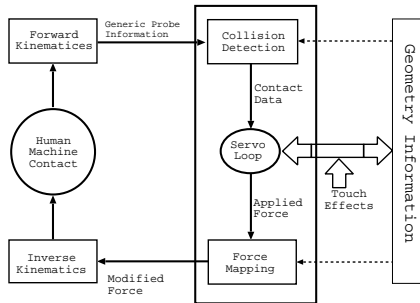 Forward
Kinematices
Generic Probe
Information
Collision
Detection
Contact
Data
Human
Machine
Contact
Servo
Loop
Touch
Effects
Applied
Force
Inverse
Kinematics
Modified
Force
Force
Mapping
Geometry Information